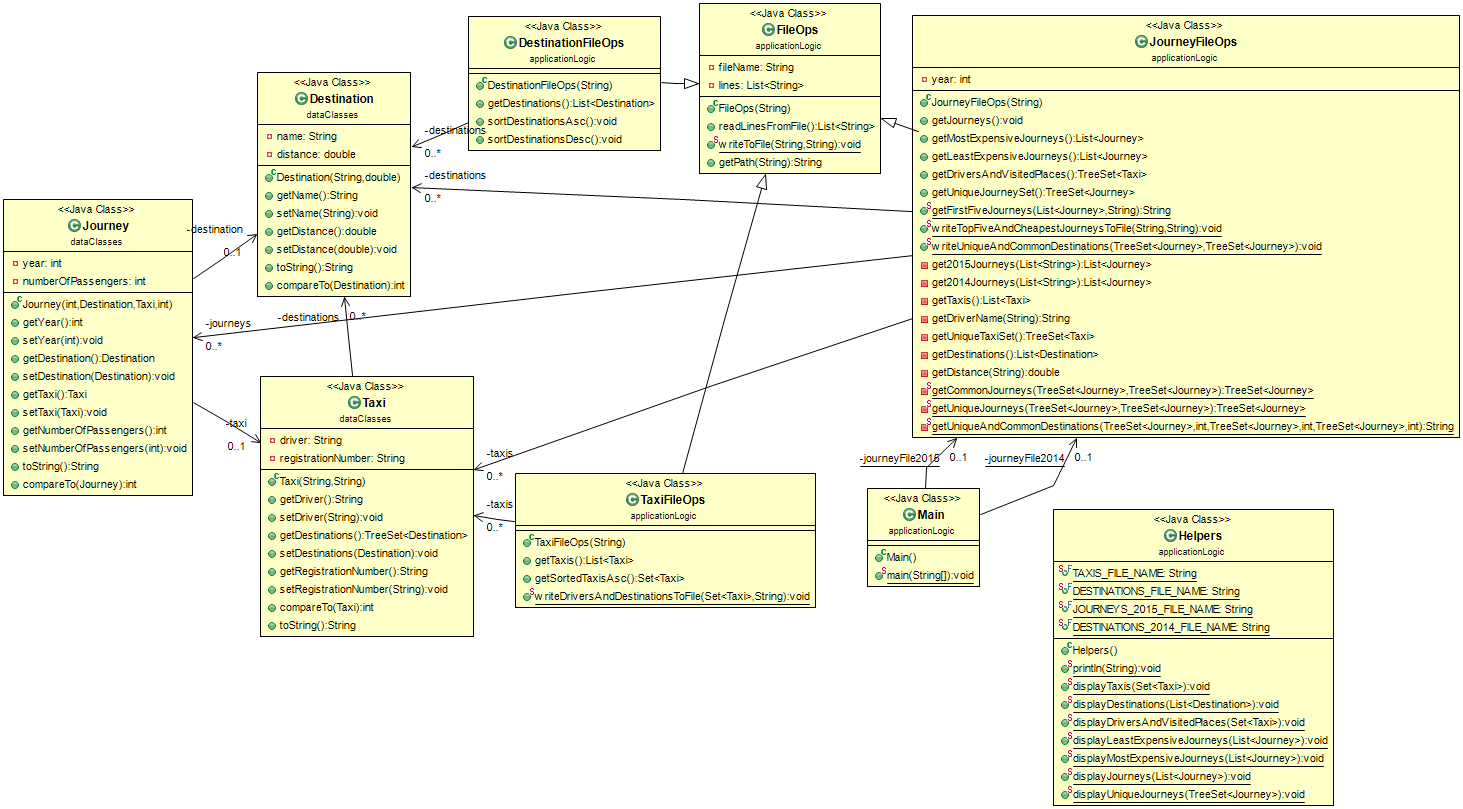 <<Java Class>>
DestinationFileOps
applicationLogic
DestinationFileOps(String)
getDestinations():List<Destination>
sortDestinationsAsc():void
sortDestinationsDesc():void
<<Java Class>>
FileOps
applicationLogic
fileName: String
lines: List<String>
FileOps(String)
readLinesFromFile():List<String>
writeToFile(String,String):void
getPath(String):String
<<Java Class>>
JourneyFileOps
applicationLogic
year: int
JourneyFileOps(String)
getJourneys():void
getMostExpensiveJourneys():List<Journey>
getLeastExpensiveJourneys():List<Journey>
getDriversAndVisitedPlaces():TreeSet<Taxi>
getUniqueJourneySet():TreeSet<Journey>
getFirstFiveJourneys(List<Journey>,String):String
writeTopFiveAndCheapestJourneysToFile(String,String):void
writeUniqueAndCommonDestinations(TreeSet<Journey>,TreeSet<Journey>):void
get2015Journeys(List<String>):List<Journey>
get2014Journeys(List<String>):List<Journey>
getTaxis():List<Taxi>
getDriverName(String):String
getUniqueTaxiSet():TreeSet<Taxi>
getDestinations():List<Destination>
getDistance(String):double
getCommonJourneys(TreeSet<Journey>,TreeSet<Journey>):TreeSet<Journey>
getUniqueJourneys(TreeSet<Journey>,TreeSet<Journey>):TreeSet<Journey>
getUniqueAndCommonDestinations(TreeSet<Journey>,int,TreeSet<Journey>,int,TreeSet<Journey>,int):String
<<Java Class>>
Destination
dataClasses
name: String
distance: double
Destination(String,double)
getName():String
setName(String):void
getDistance():double
setDistance(double):void
toString():String
compareTo(Destination):int
-destinations
0..*
-destinations
0..*
<<Java Class>>
Journey
dataClasses
year: int
numberOfPassengers: int
Journey(int,Destination,Taxi,int)
getYear():int
setYear(int):void
getDestination():Destination
setDestination(Destination):void
getTaxi():Taxi
setTaxi(Taxi):void
getNumberOfPassengers():int
setNumberOfPassengers(int):void
toString():String
compareTo(Journey):int
-destination
0..1
-journeys
0..*
-destinations
0..*
-taxi
0..1
<<Java Class>>
Taxi
dataClasses
driver: String
registrationNumber: String
Taxi(String,String)
getDriver():String
setDriver(String):void
getDestinations():TreeSet<Destination>
setDestinations(Destination):void
getRegistrationNumber():String
setRegistrationNumber(String):void
compareTo(Taxi):int
toString():String
-taxis
0..*
-taxis
0..*
<<Java Class>>
TaxiFileOps
applicationLogic
TaxiFileOps(String)
getTaxis():List<Taxi>
getSortedTaxisAsc():Set<Taxi>
writeDriversAndDestinationsToFile(Set<Taxi>,String):void
-journeyFile2015
0..1
-journeyFile2014
0..1
<<Java Class>>
Main
applicationLogic
Main()
main(String[]):void
<<Java Class>>
Helpers
applicationLogic
TAXIS_FILE_NAME: String
DESTINATIONS_FILE_NAME: String
JOURNEYS_2015_FILE_NAME: String
DESTINATIONS_2014_FILE_NAME: String
Helpers()
println(String):void
displayTaxis(Set<Taxi>):void
displayDestinations(List<Destination>):void
displayDriversAndVisitedPlaces(Set<Taxi>):void
displayLeastExpensiveJourneys(List<Journey>):void
displayMostExpensiveJourneys(List<Journey>):void
displayJourneys(List<Journey>):void
displayUniqueJourneys(TreeSet<Journey>):void